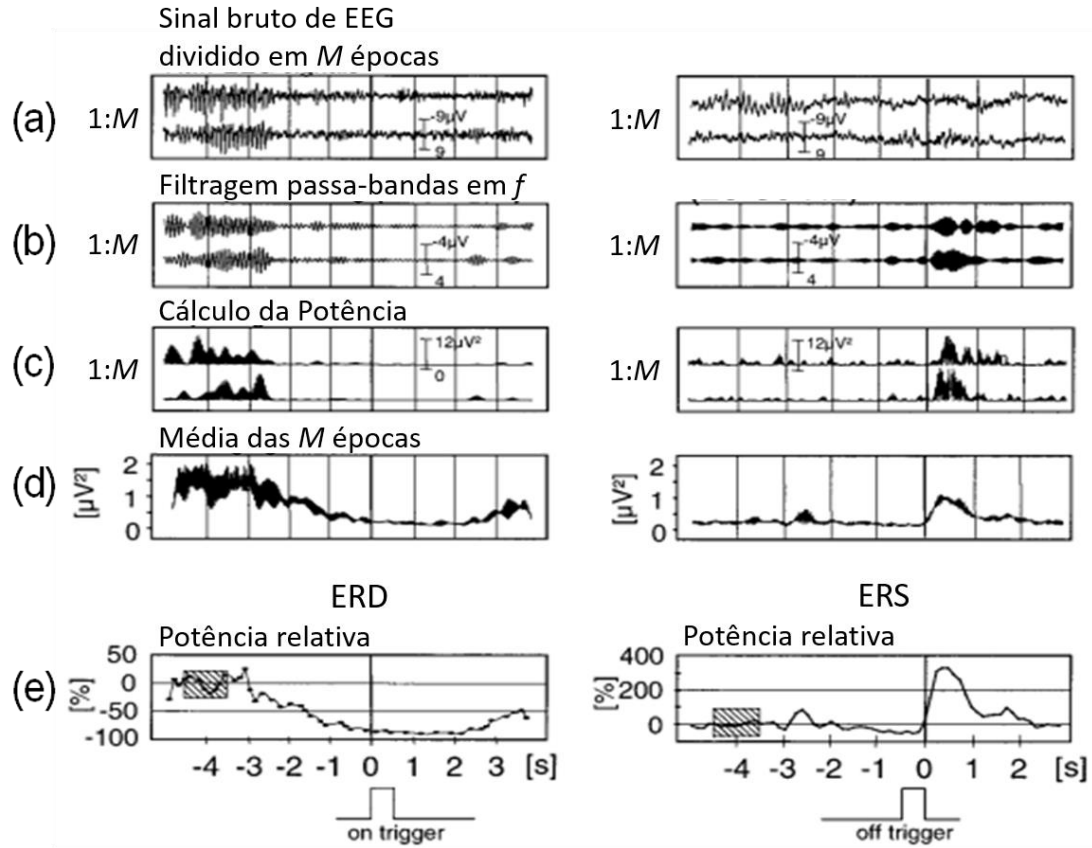 Sinal bruto de EEG
dividido em M épocas
(a)
1:M
-9μV
9
1:M
-9μV
9
Filtragem passa-bandas em f
(b)
1:M
-4μV
4
1:M
-4μV
4
Cálculo da Potência
(c)
1:M
12μV²
0
1:M
12μV²
Média das M épocas
(d)
[μV²]
2
1
0
[μV²]
2
1
0
ERD
ERS
Potência relativa
Potência relativa
(e)
[%]
50
0
-50
-100
[%]
400
200
0
-4 -3 -2 -1 0 1 2 3 [s]
-4 -3 -2 -1 0 1 2 [s]
on trigger
off trigger